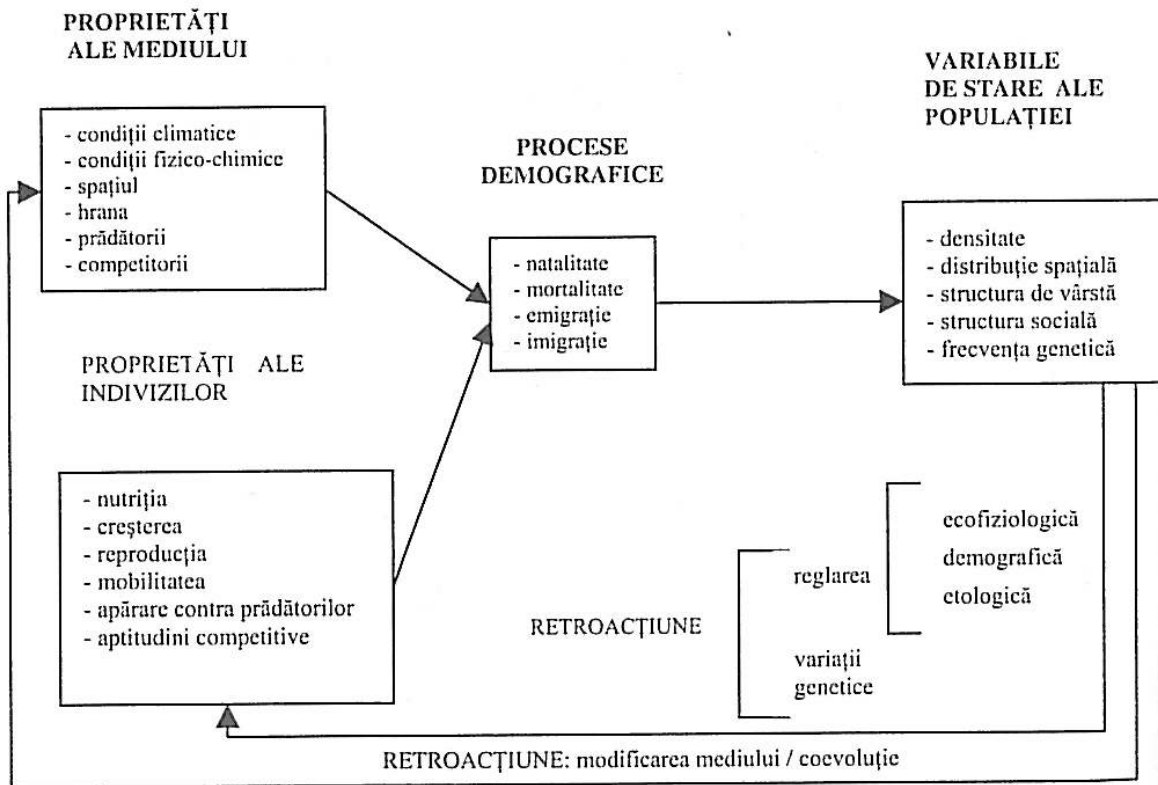 PROPRIETĂȚI
ALE MEDIULUI
- condiții climatice
- condiții fizico-chimice
- spațiul
- hrana
- prădătorii
- competitorii
PROPRIETĂȚI ALE
INDIVIZILOR
- nutriția
- creșterea
- reproducția
- mobilitatea
- apărare contra prădătorilor
- aptitudini competitive
PROCESE
DEMOGRAFICE
- natalitate
- mortalitate
- emigrație
- imigrație
VARIABILE
DE STARE ALE
POPULAȚIEI
- densitate
- distribuție spațială
- structura de vârstă
- structura socială
- frecvența genetică
RETROACȚIUNE
reglarea
ecofiziologică
demografică
etologică
variații
genetice
RETROACȚIUNE: modificarea mediului / coevoluție